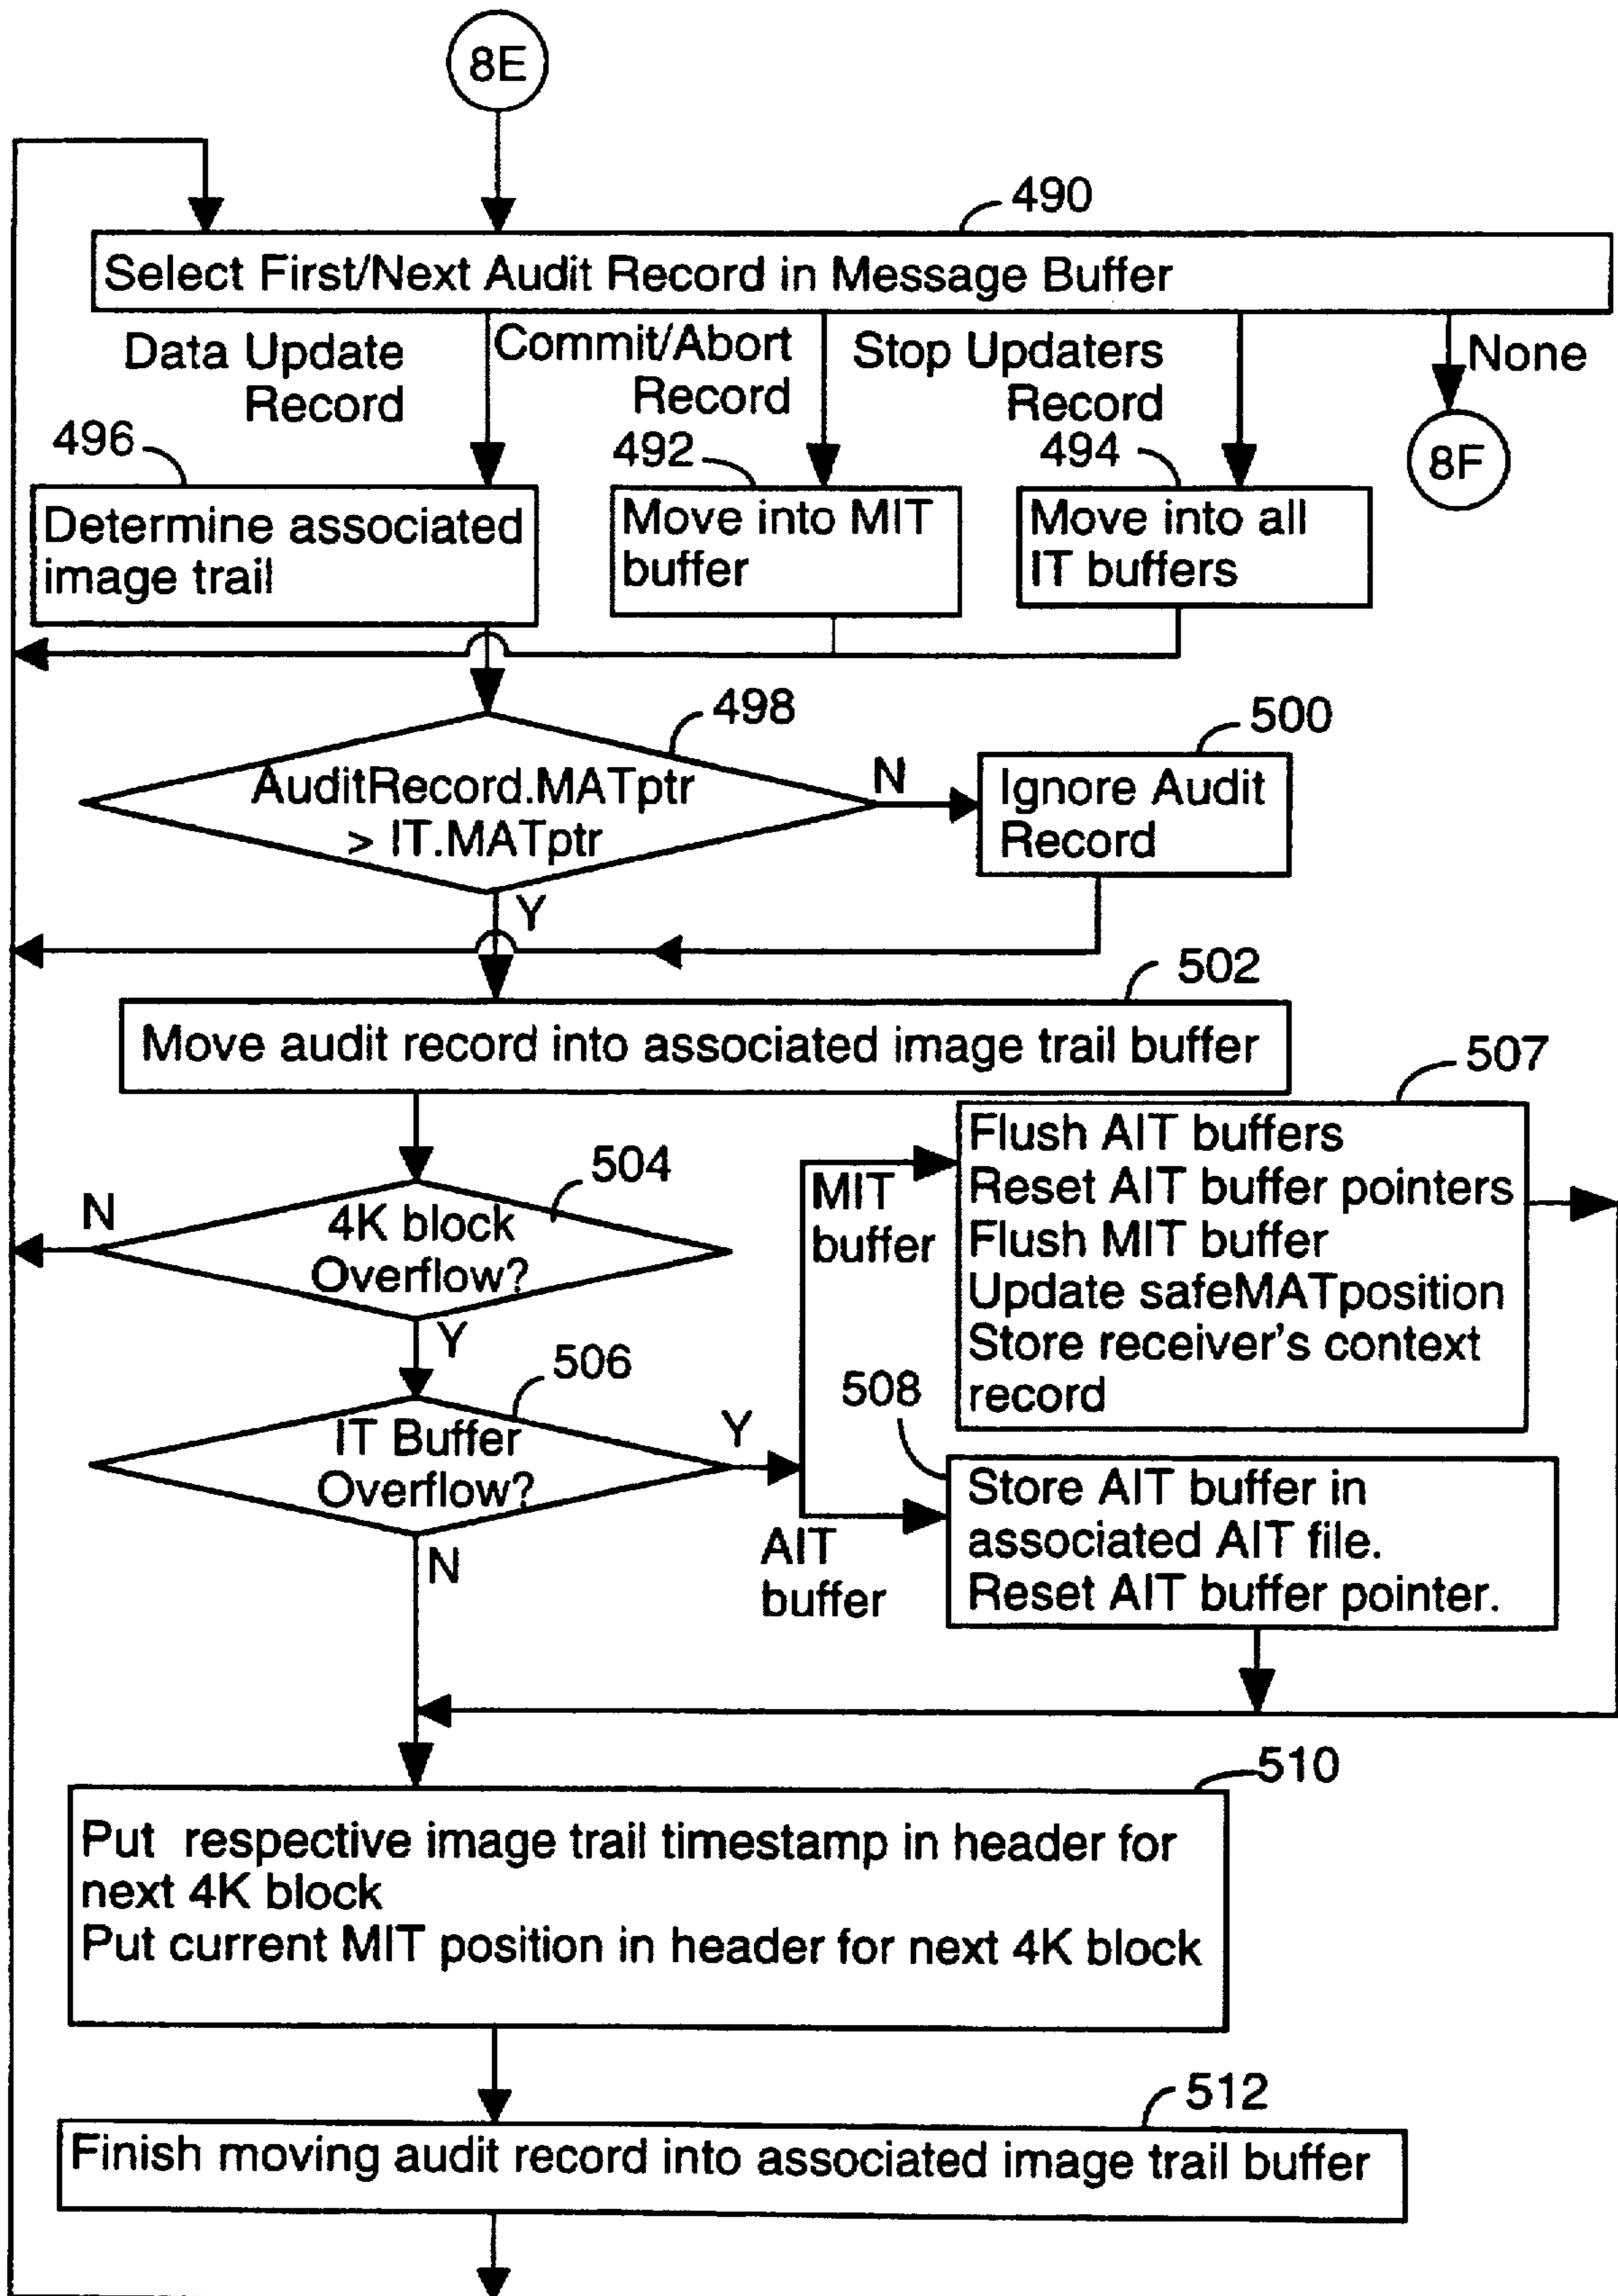 8E
490
Select First/Next Audit Record in Message Buffer
Data Update
Record
Commit/Abort
Record
Stop Updaters
Record
None
8F
496
Determine associated
image trail
492
Move into MIT
buffer
494
Move into all
IT buffers
498
AuditRecord.MATptr
> IT.MATptr
N
Y
500
Ignore Audit
Record
502
Move audit record into associated image trail buffer
504
4K block
Overflow?
N
Y
506
IT Buffer
Overflow?
Y
N
MIT
buffer
507
Flush AIT buffers
Reset AIT buffer pointers
Flush MIT buffer
Update safeMATposition
Store receiver's context
record
AIT
buffer
508
Store AIT buffer in
associated AIT file.
Reset AIT buffer pointer.
510
Put respective image trail timestamp in header for
next 4K block
Put current MIT position in header for next 4K block
512
Finish moving audit record into associated image trail buffer